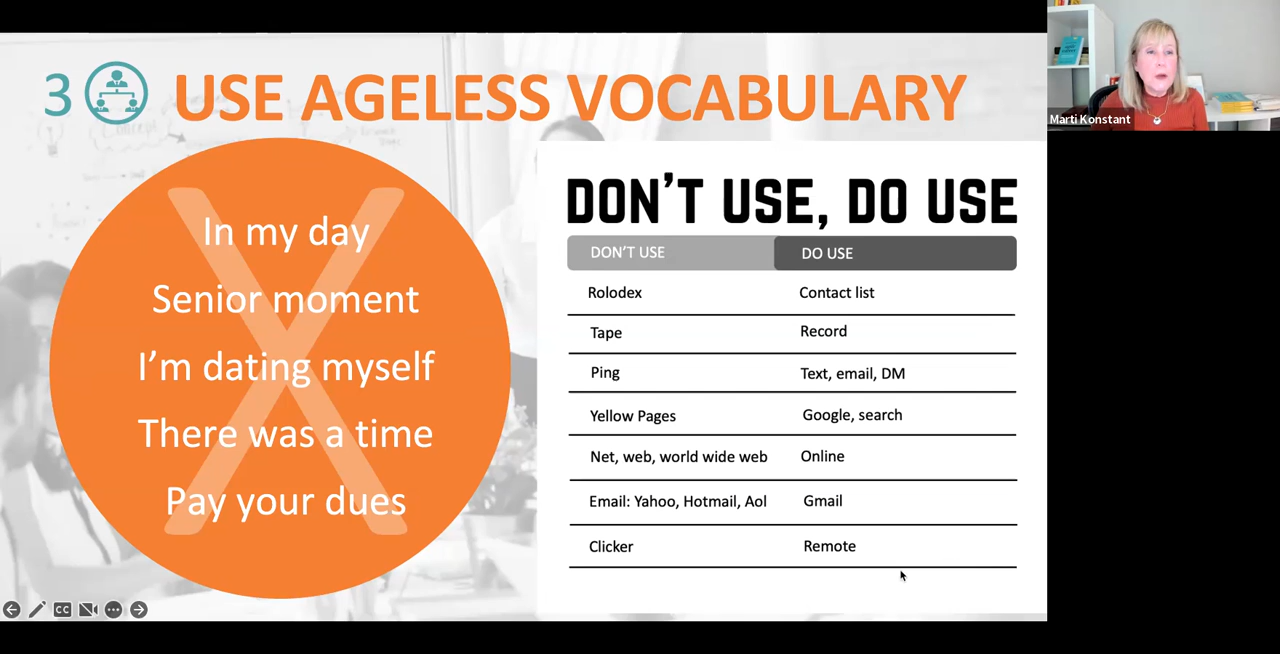 3 USE AGELESS VOCABULARY
In my day
Senior moment
I'm dating myself
There was a time
Pay your dues
DON'T USE, DO USE
DON'T USE DO USE
Rolodex Contact list
Tape Record
Ping Text, email, DM
Yellow Pages Google, search
Net, web, world wide web Online
Email: Yahoo, Hotmail, Aol Gmail
Clicker Remote
CC
Marti Konstant